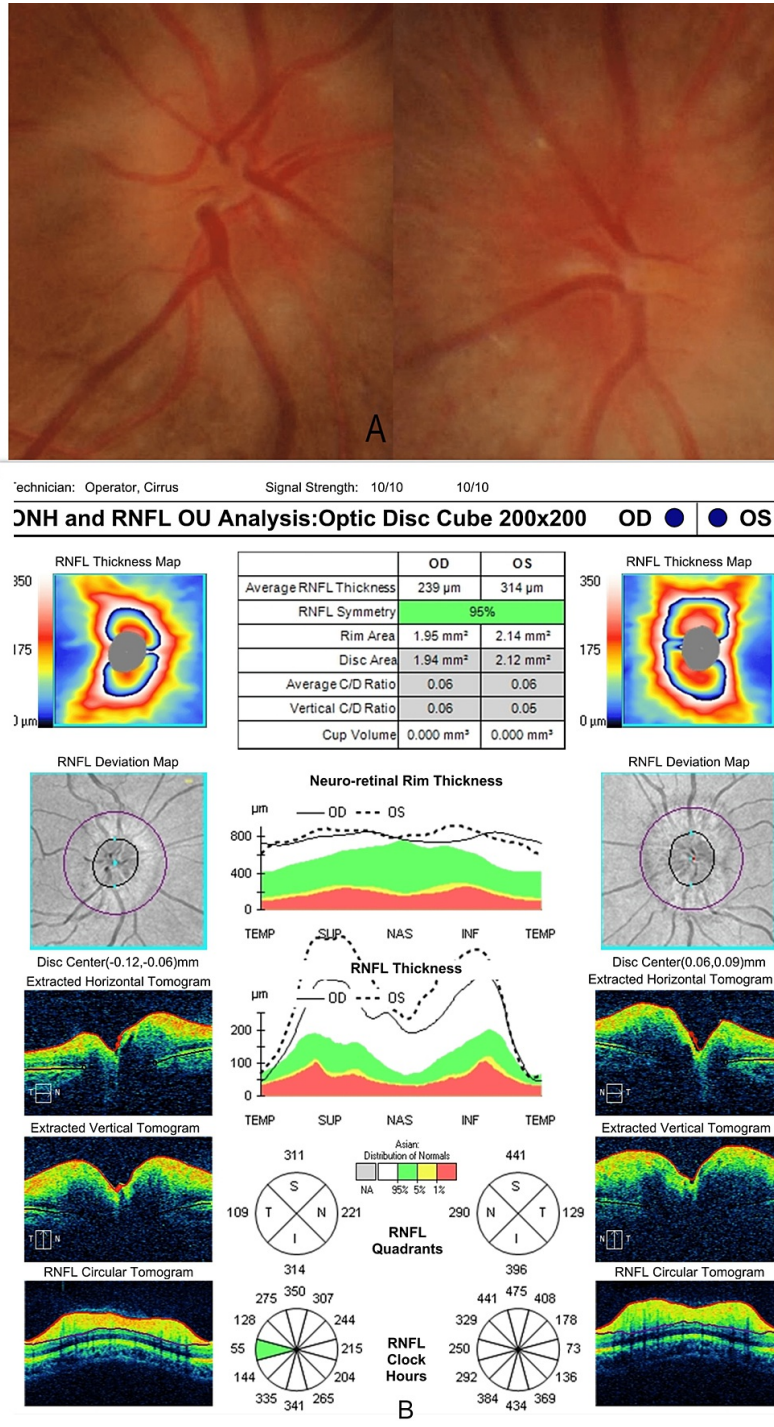 A
Technician: Operator, Cirrus Signal Strength: 10/10 10/10
ONH and RNFL OU Analysis:Optic Disc Cube 200x200 OD OS
RNFL Thickness Map
350
175
0 µm
OD OS
Average RNFL Thickness 239 µm 314 µm
RNFL Symmetry 95%
Rim Area 1.95 mm² 2.14 mm²
Disc Area 1.94 mm² 2.12 mm²
Average C/D Ratio 0.06 0.06
Vertical C/D Ratio 0.06 0.05
Cup Volume 0.000 mm³ 0.000 mm³
RNFL Thickness Map
350
175
0 µm
RNFL Deviation Map
Disc Center(-0.12,-0.06)mm
Neuro-retinal Rim Thickness
µm OD OS
800
400
0
TEMP SUP NAS INF TEMP
RNFL Deviation Map
Disc Center(0.06,0.09)mm
Extracted Horizontal Tomogram
T N
RNFL Thickness
µm OD OS
200
100
0
TEMP SUP NAS INF TEMP
Extracted Horizontal Tomogram
T N
Extracted Vertical Tomogram
T N
Asian:
Distribution of Normals
NA 95% 5% 1%
311
S
109 T N 221
I
314
RNFL
Quadrants
441
S
290 N T 129
I
396
Extracted Vertical Tomogram
T N
RNFL Circular Tomogram
350
275 307
128 244
55 215
144 204
335 265
341
RNFL
Clock
Hours
475
441 408
329 178
250 73
292 136
384 369
434
RNFL Circular Tomogram
B